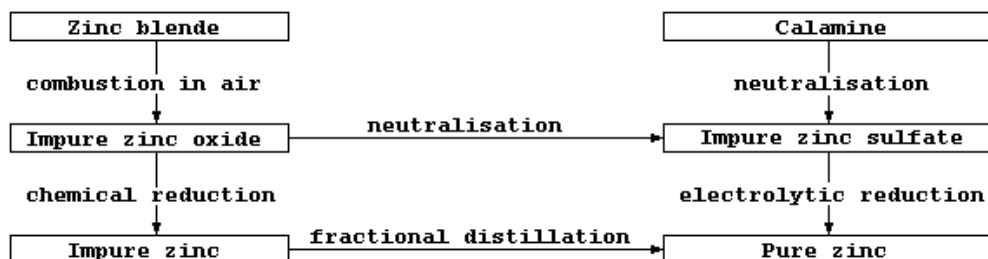 Zinc blende
Calamine
combustion in air
neutralisation
Impure zinc oxide
neutralisation
Impure zinc sulfate
chemical reduction
electrolytic reduction
Impure zinc
fractional distillation
Pure zinc